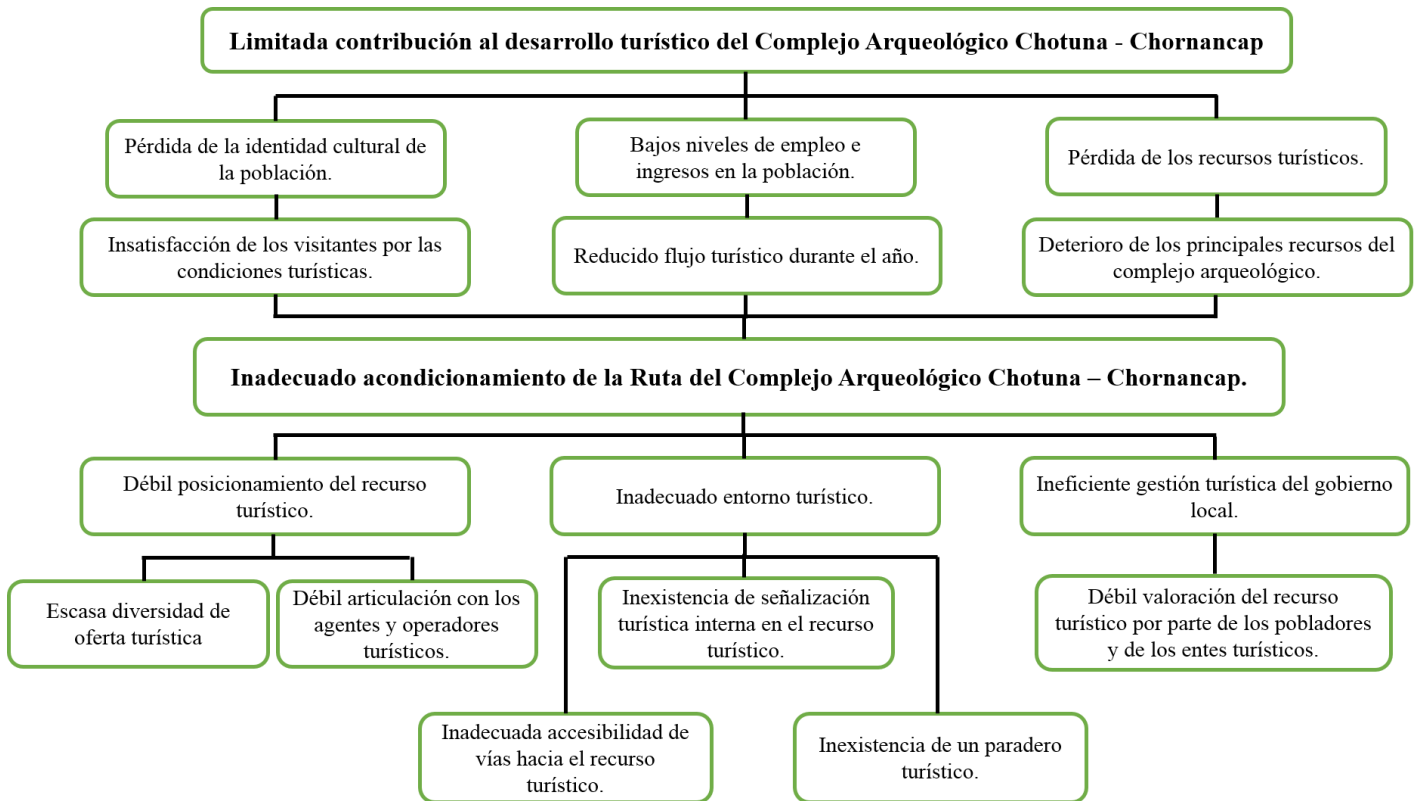 Limitada contribución al desarrollo turístico del Complejo Arqueológico Chotuna - Chornancap
Pérdida de la identidad cultural de
la población.
Bajos niveles de empleo e
ingresos en la población.
Pérdida de los recursos turísticos.
Insatisfacción de los visitantes por las
condiciones turísticas.
Reducido flujo turístico durante el año.
Deterioro de los principales recursos del
complejo arqueológico.
Inadecuado acondicionamiento de la Ruta del Complejo Arqueológico Chotuna – Chornancap.
Débil posicionamiento del recurso
turístico.
Inadecuado entorno turístico.
Ineficiente gestión turística del gobierno
local.
Escasa diversidad de
oferta turística
Débil articulación con los
agentes y operadores
turísticos.
Inexistencia de señalización
turística interna en el recurso
turístico.
Débil valoración del recurso
turístico por parte de los pobladores
y de los entes turísticos.
Inadecuada accesibilidad de
vías hacia el recurso
turístico.
Inexistencia de un paradero
turístico.